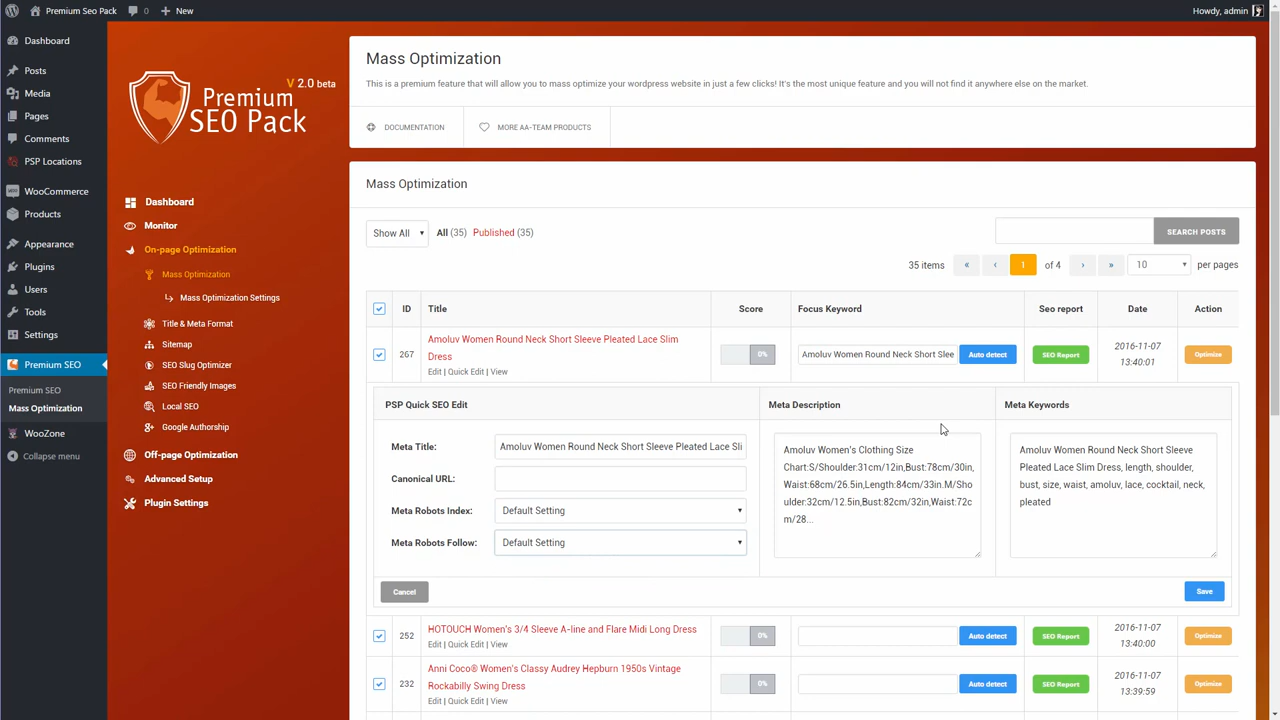 Premium SEO Pack
0
New
Howdy, admin
Dashboard
Posts
Media
Pages
Comments
PSP Locations
WooCommerce
Products
Appearance
Plugins
Users
Tools
Settings
Premium SEO
Premium SEO
Mass Optimization
WooZone
Collapse menu
V 2.0 beta
Premium
SEO Pack
Dashboard
Monitor
On-page Optimization
Mass Optimization
Mass Optimization Settings
Title & Meta Format
Sitemap
SEO Slug Optimizer
SEO Friendly Images
Local SEO
Google Authorship
Off-page Optimization
Advanced Setup
Plugin Settings
Mass Optimization
This is a premium feature that will allow you to mass optimize your wordpress website in just a few clicks! It's the most unique feature and you will not find it anywhere else on the market.
DOCUMENTATION
MORE AA-TEAM PRODUCTS
Mass Optimization
Show All
All (35) Published (35)
SEARCH POSTS
35 items « ‹ 1 of 4 › » 10 per pages
ID Title Score Focus Keyword Seo report Date Action
267
Amoluv Women Round Neck Short Sleeve Pleated Lace Slim
Dress
Edit | Quick Edit | View
0%
Amoluv Women Round Neck Short Slee
Auto detect
SEO Report
2016-11-07
13:40:01
Optimize
PSP Quick SEO Edit
Meta Title: Amoluv Women Round Neck Short Sleeve Pleated Lace Sli
Canonical URL:
Meta Robots Index: Default Setting
Meta Robots Follow: Default Setting
Meta Description
Amoluv Women's Clothing Size
Chart:S/Shoulder:31cm/12in,Bust:78cm/30in,
Waist:68cm/26.5in,Length:84cm/33in.M/Sho
ulder:32cm/12.5in,Bust:82cm/32in,Waist:72c
m/28...
Meta Keywords
Amoluv Women Round Neck Short Sleeve
Pleated Lace Slim Dress, length, shoulder,
bust, size, waist, amoluv, lace, cocktail, neck,
pleated
Cancel
Save
252
HOTOUCH Women's 3/4 Sleeve A-line and Flare Midi Long Dress
Edit | Quick Edit | View
0%
Auto detect
SEO Report
2016-11-07
13:40:00
Optimize
232
Anni Coco® Women's Classy Audrey Hepburn 1950s Vintage
Rockabilly Swing Dress
Edit | Quick Edit | View
0%
Auto detect
SEO Report
2016-11-07
13:39:59
Optimize